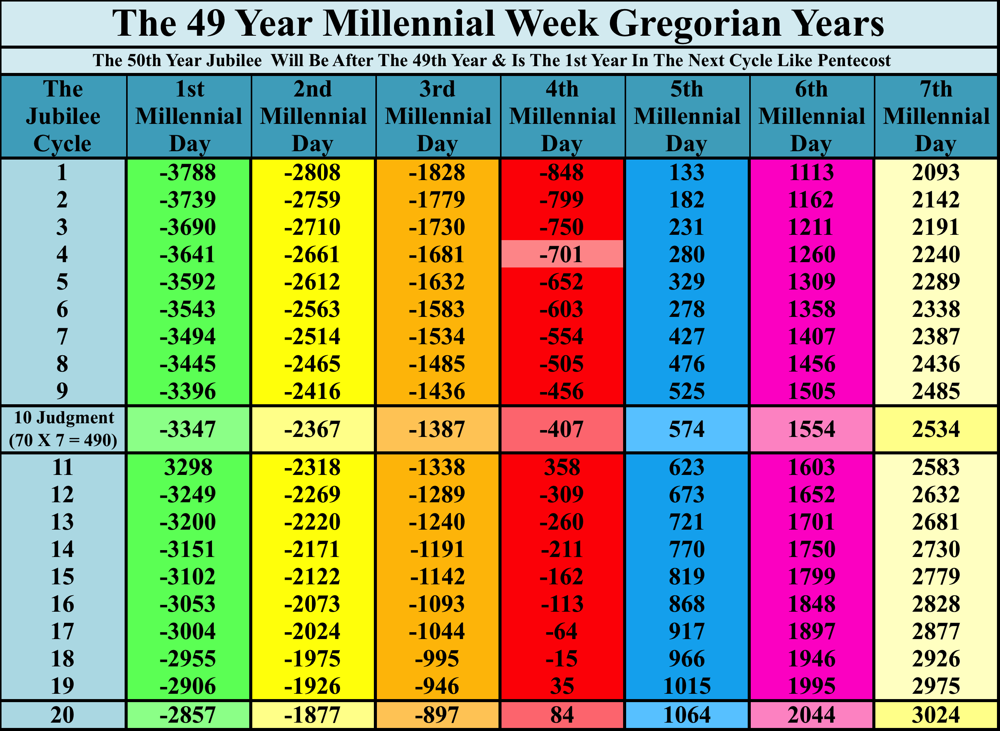 The 49 Year Millennial Week Gregorian Years
The 50th Year Jubilee  Will Be After The 49th Year & Is The 1st Year In The Next Cycle Like Pentecost
The Jubilee Cycle 1st Millennial Day 2nd Millennial Day 3rd Millennial Day 4th Millennial Day 5th Millennial Day 6th Millennial Day 7th Millennial Day
1 -3788 -2808 -1828 -848 133 1113 2093
2 -3739 -2759 -1779 -799 182 1162 2142
3 -3690 -2710 -1730 -750 231 1211 2191
4 -3641 -2661 -1681 -701 280 1260 2240
5 -3592 -2612 -1632 -652 329 1309 2289
6 -3543 -2563 -1583 -603 278 1358 2338
7 -3494 -2514 -1534 -554 427 1407 2387
8 -3445 -2465 -1485 -505 476 1456 2436
9 -3396 -2416 -1436 -456 525 1505 2485
10 Judgment (70 X 7 = 490) -3347 -2367 -1387 -407 574 1554 2534
11 3298 -2318 -1338 358 623 1603 2583
12 -3249 -2269 -1289 -309 673 1652 2632
13 -3200 -2220 -1240 -260 721 1701 2681
14 -3151 -2171 -1191 -211 770 1750 2730
15 -3102 -2122 -1142 -162 819 1799 2779
16 -3053 -2073 -1093 -113 868 1848 2828
17 -3004 -2024 -1044 -64 917 1897 2877
18 -2955 -1975 -995 -15 966 1946 2926
19 -2906 -1926 -946 35 1015 1995 2975
20 -2857 -1877 -897 84 1064 2044 3024